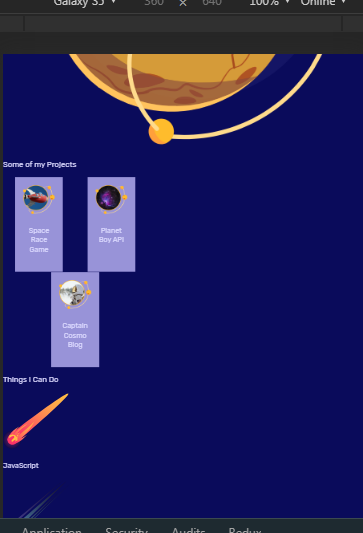 Galaxy S5 ▼ 360 × 640 100% ▼ Online ▼
Some of my Projects
Space
Race
Game
Planet
Boy API
Captain
Cosmo
Blog
Things I Can Do
JavaScript
Application Security Audits Redux